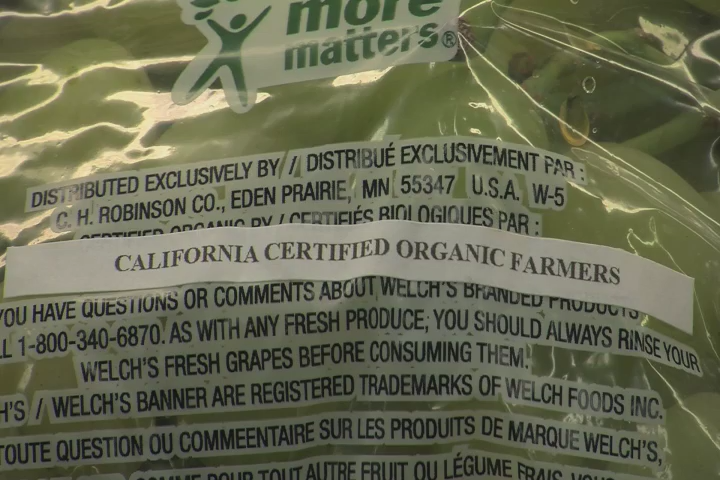 more
matters®
DISTRIBUTED EXCLUSIVELY BY / DISTRIBUÉ EXCLUSIVEMENT PAR :
C. H. ROBINSON CO., EDEN PRAIRIE, MN 55347 U.S.A. W-5
CERTIFIED ORGANIC BY / CERTIFIÉS BIOLOGIQUES PAR :
CALIFORNIA CERTIFIED ORGANIC FARMERS
YOU HAVE QUESTIONS OR COMMENTS ABOUT WELCH'S BRANDED PRODUCTS
LL 1-800-340-6870. AS WITH ANY FRESH PRODUCE; YOU SHOULD ALWAYS RINSE YOUR
WELCH'S FRESH GRAPES BEFORE CONSUMING THEM.
H'S / WELCH'S BANNER ARE REGISTERED TRADEMARKS OF WELCH FOODS INC.
TOUTE QUESTION OU COMMEENTAIRE SUR LES PRODUITS DE MARQUE WELCH'S,
COMME POUR TOUT AUTRE FRUIT OU LÉGUME FRAIS, VOUS